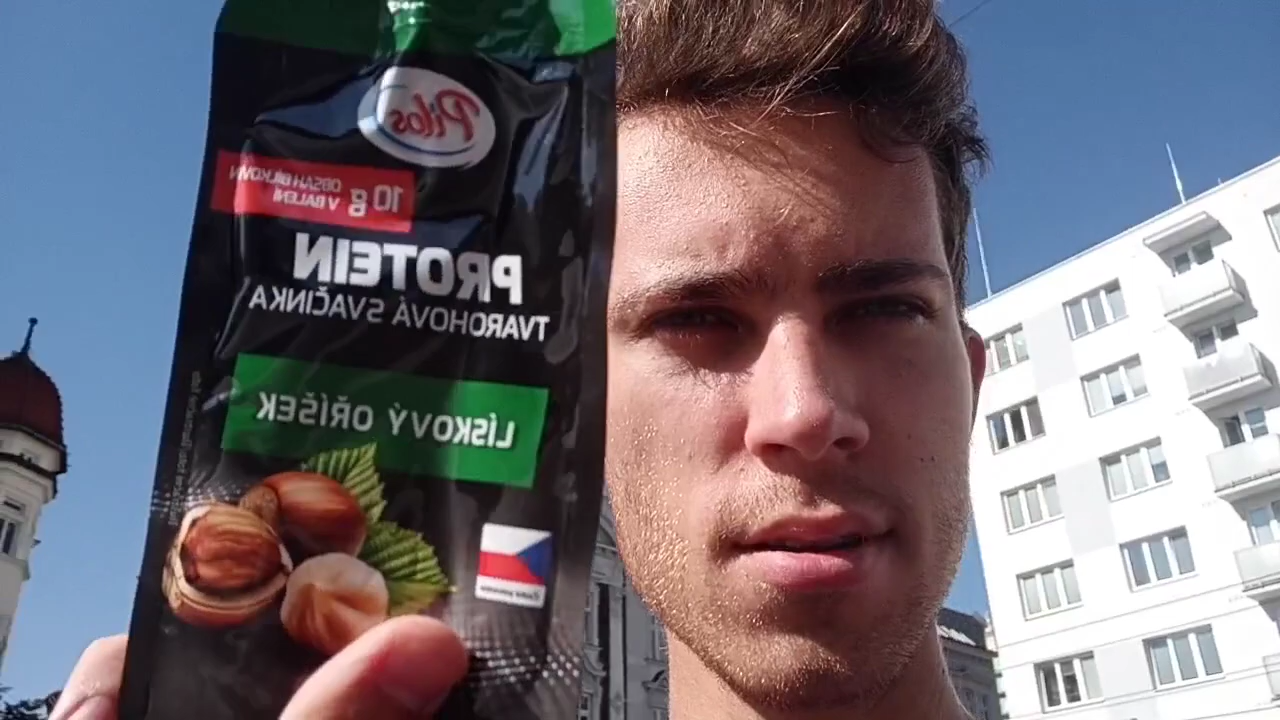 Pilos
10 g OBSAH BÍLKOVIN
V BALENÍ
PROTEIN
TVAROHOVÁ SVAČINKA
LÍSKOVÝ OŘÍŠEK